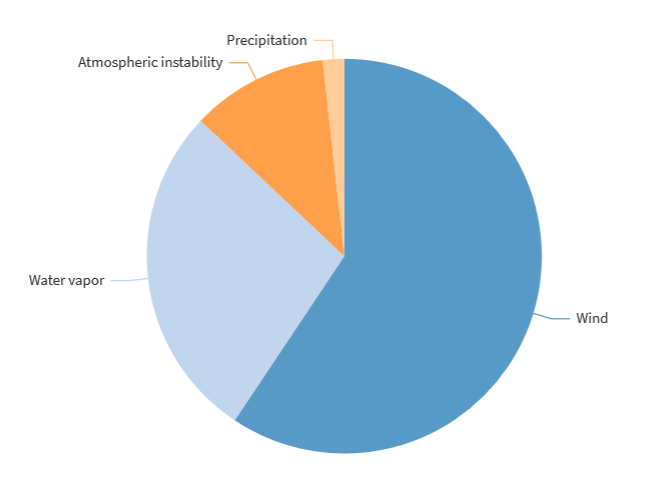 Precipitation
Atmospheric instability
Water vapor
Wind